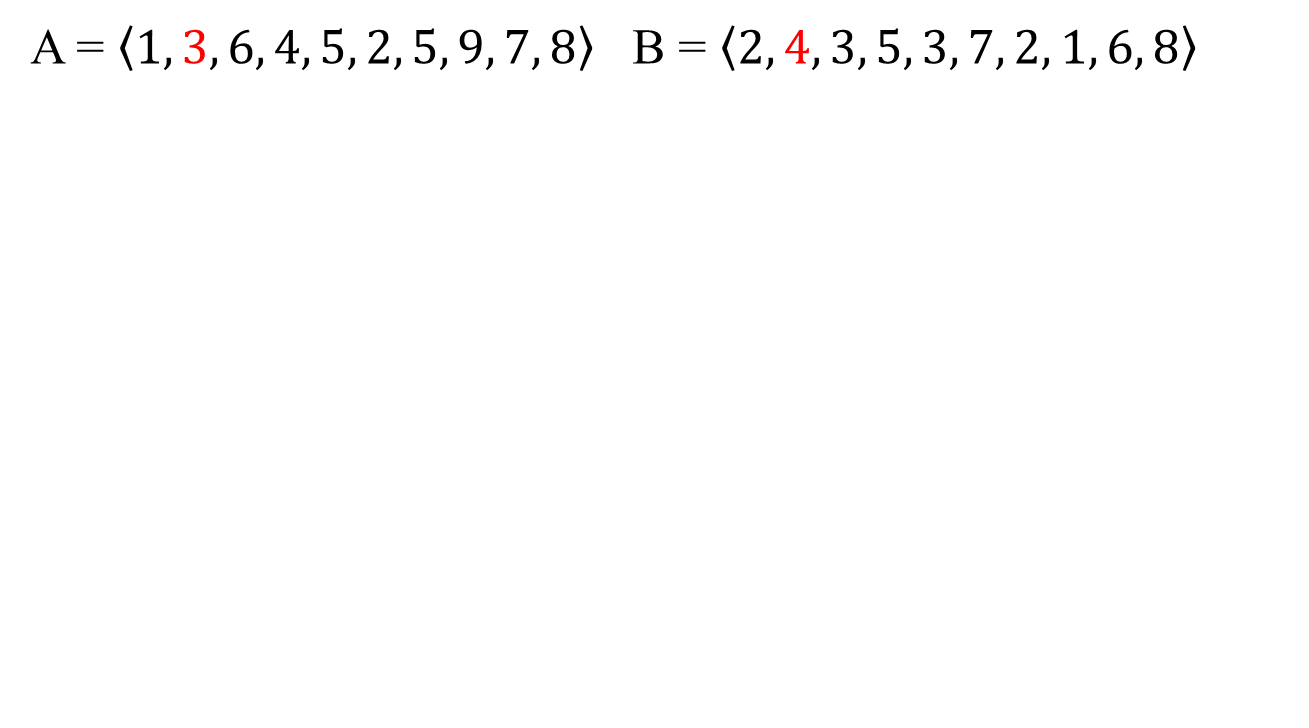 A = ⟨1, 3, 6, 4, 5, 2, 5, 9, 7, 8⟩ B = ⟨2, 4, 3, 5, 3, 7, 2, 1, 6, 8⟩